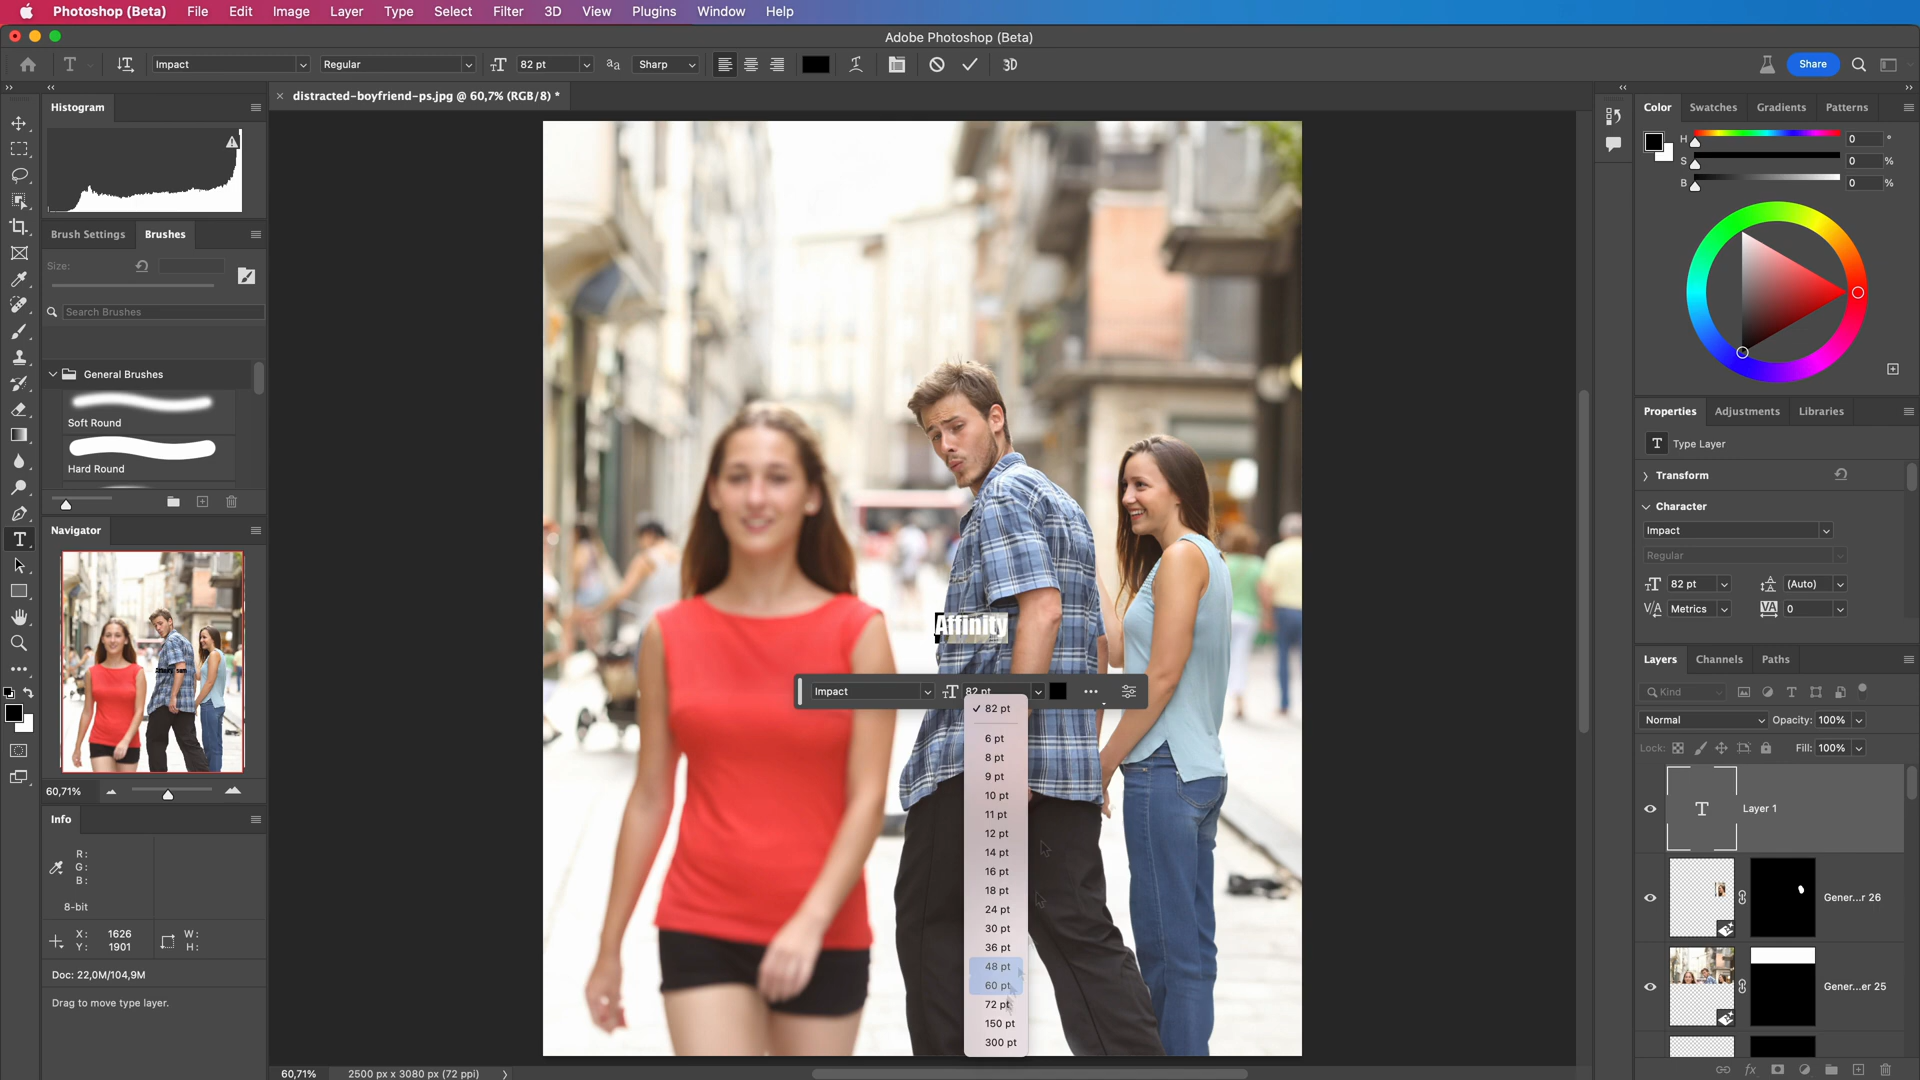 Photoshop (Beta) File Edit Image Layer Type Select Filter 3D View Plugins Window Help
Adobe Photoshop (Beta)
Impact Regular 82 pt Sharp 3D Share
distracted-boyfriend-ps.jpg @ 60,7% (RGB/8) *
Histogram
Brush Settings Brushes
Size:
Search Brushes
General Brushes
Soft Round
Hard Round
Navigator
60,71%
Info
R:
G:
B:
8-bit
X: 1626
Y: 1901
W:
H:
Doc: 22,0M/104,9M
Drag to move type layer.
Affinity
Impact 82 pt
82 pt
6 pt
8 pt
9 pt
10 pt
11 pt
12 pt
14 pt
16 pt
18 pt
24 pt
30 pt
36 pt
48 pt
60 pt
72 pt
150 pt
300 pt
60,71% 2500 px x 3080 px (72 ppi)
Color Swatches Gradients Patterns
H 0 °
S 0 %
B 0 %
Properties Adjustments Libraries
T Type Layer
Transform
Character
Impact
Regular
82 pt (Auto)
Metrics 0
Layers Channels Paths
Kind
Normal Opacity: 100%
Lock: Fill: 100%
T Layer 1
Gener...r 26
Gener...er 25